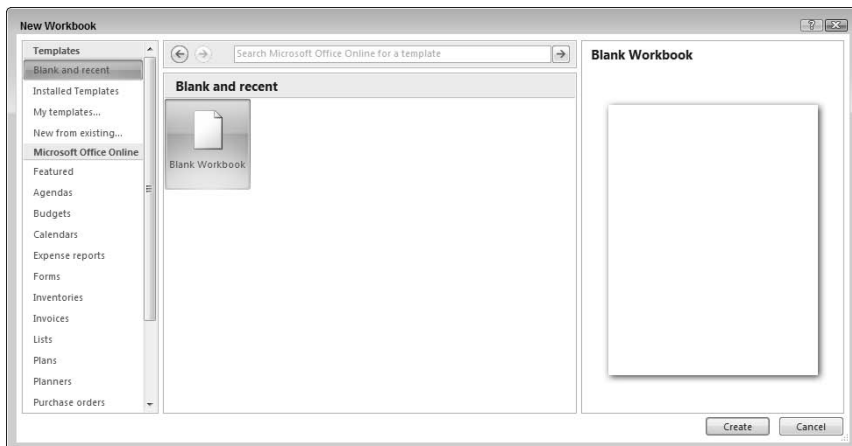 New Workbook
Templates
Blank and recent
Installed Templates
My templates...
New from existing...
Microsoft Office Online
Featured
Agendas
Budgets
Calendars
Expense reports
Forms
Inventories
Invoices
Lists
Plans
Planners
Purchase orders
Search Microsoft Office Online for a template
Blank and recent
Blank Workbook
Blank Workbook
Create
Cancel